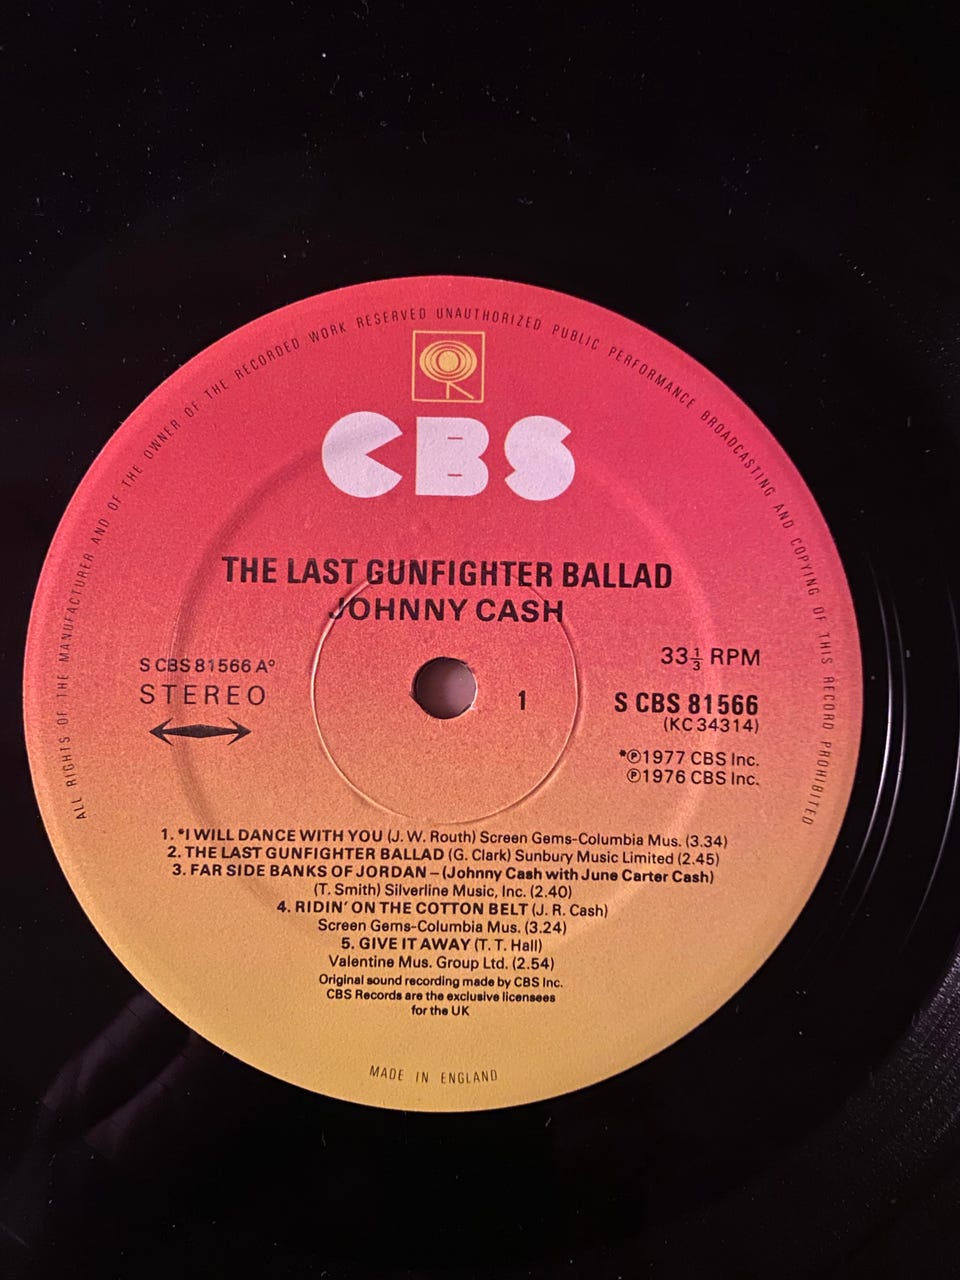 ALL RIGHTS OF THE MANUFACTURER AND OF THE OWNER OF THE RECORDED WORK RESERVED UNAUTHORIZED PUBLIC PERFORMANCE BROADCASTING AND COPYING OF THIS RECORD PROHIBITED
CBS
THE LAST GUNFIGHTER BALLAD
JOHNNY CASH
S CBS 81566 A°
STEREO
1
33⅓ RPM
S CBS 81566
(KC 34314)
*℗1977 CBS Inc.
℗1976 CBS Inc.
1. *I WILL DANCE WITH YOU (J. W. Routh) Screen Gems-Columbia Mus. (3.34)
2. THE LAST GUNFIGHTER BALLAD (G. Clark) Sunbury Music Limited (2.45)
3. FAR SIDE BANKS OF JORDAN – (Johnny Cash with June Carter Cash)
(T. Smith) Silverline Music, Inc. (2.40)
4. RIDIN' ON THE COTTON BELT (J. R. Cash)
Screen Gems-Columbia Mus. (3.24)
5. GIVE IT AWAY (T. T. Hall)
Valentine Mus. Group Ltd. (2.54)
Original sound recording made by CBS Inc.
CBS Records are the exclusive licensees
for the UK
MADE IN ENGLAND